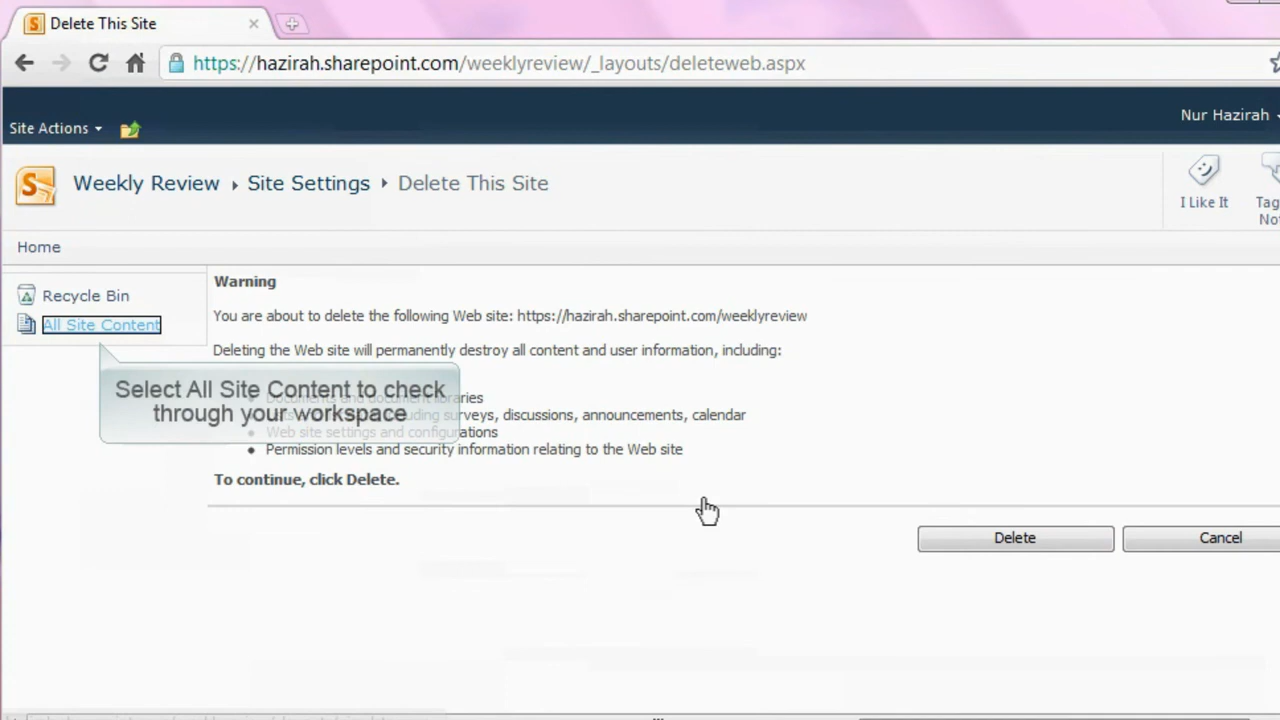 Delete This Site
https://hazirah.sharepoint.com/weeklyreview/_layouts/deleteweb.aspx
Site Actions
Nur Hazirah
Weekly Review Site Settings Delete This Site
I Like It
Home
Recycle Bin
All Site Content
Warning
You are about to delete the following Web site: https://hazirah.sharepoint.com/weeklyreview
Deleting the Web site will permanently destroy all content and user information, including:
Select All Site Content to check
through your workspace
Documents and document libraries
including surveys, discussions, announcements, calendar
Web site settings and configurations
Permission levels and security information relating to the Web site
To continue, click Delete.
Delete
Cancel